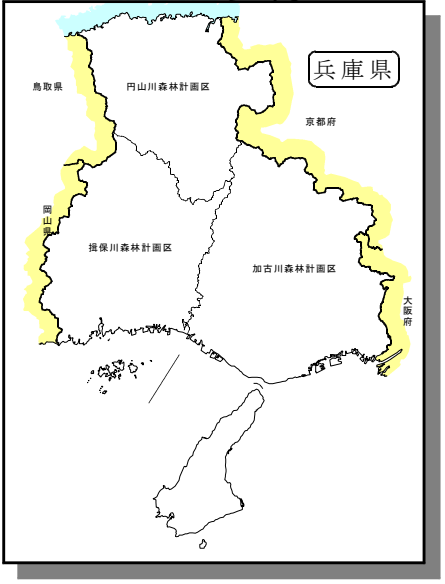 兵庫県
鳥取県
円山川森林計画区
京都府
岡山県
揖保川森林計画区
加古川森林計画区
大阪府